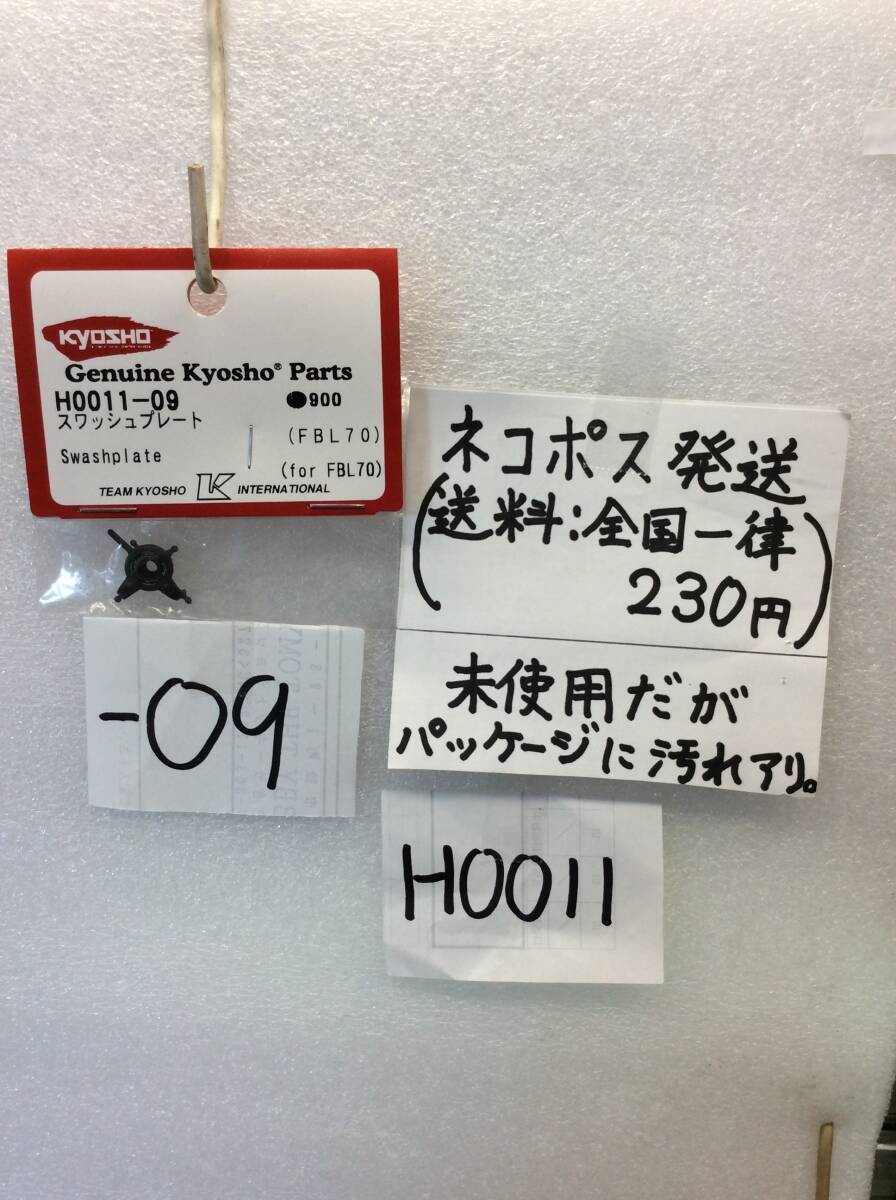 KYOSHO
Genuine Kyosho® Parts
H0011-09 ●900
スワッシュプレート (FBL70)
Swashplate (for FBL70)
TEAM KYOSHO K INTERNATIONAL
ネコポス発送
(送料:全国一律
230円)
未使用だが
パッケージに汚れアリ。
-09
H0011